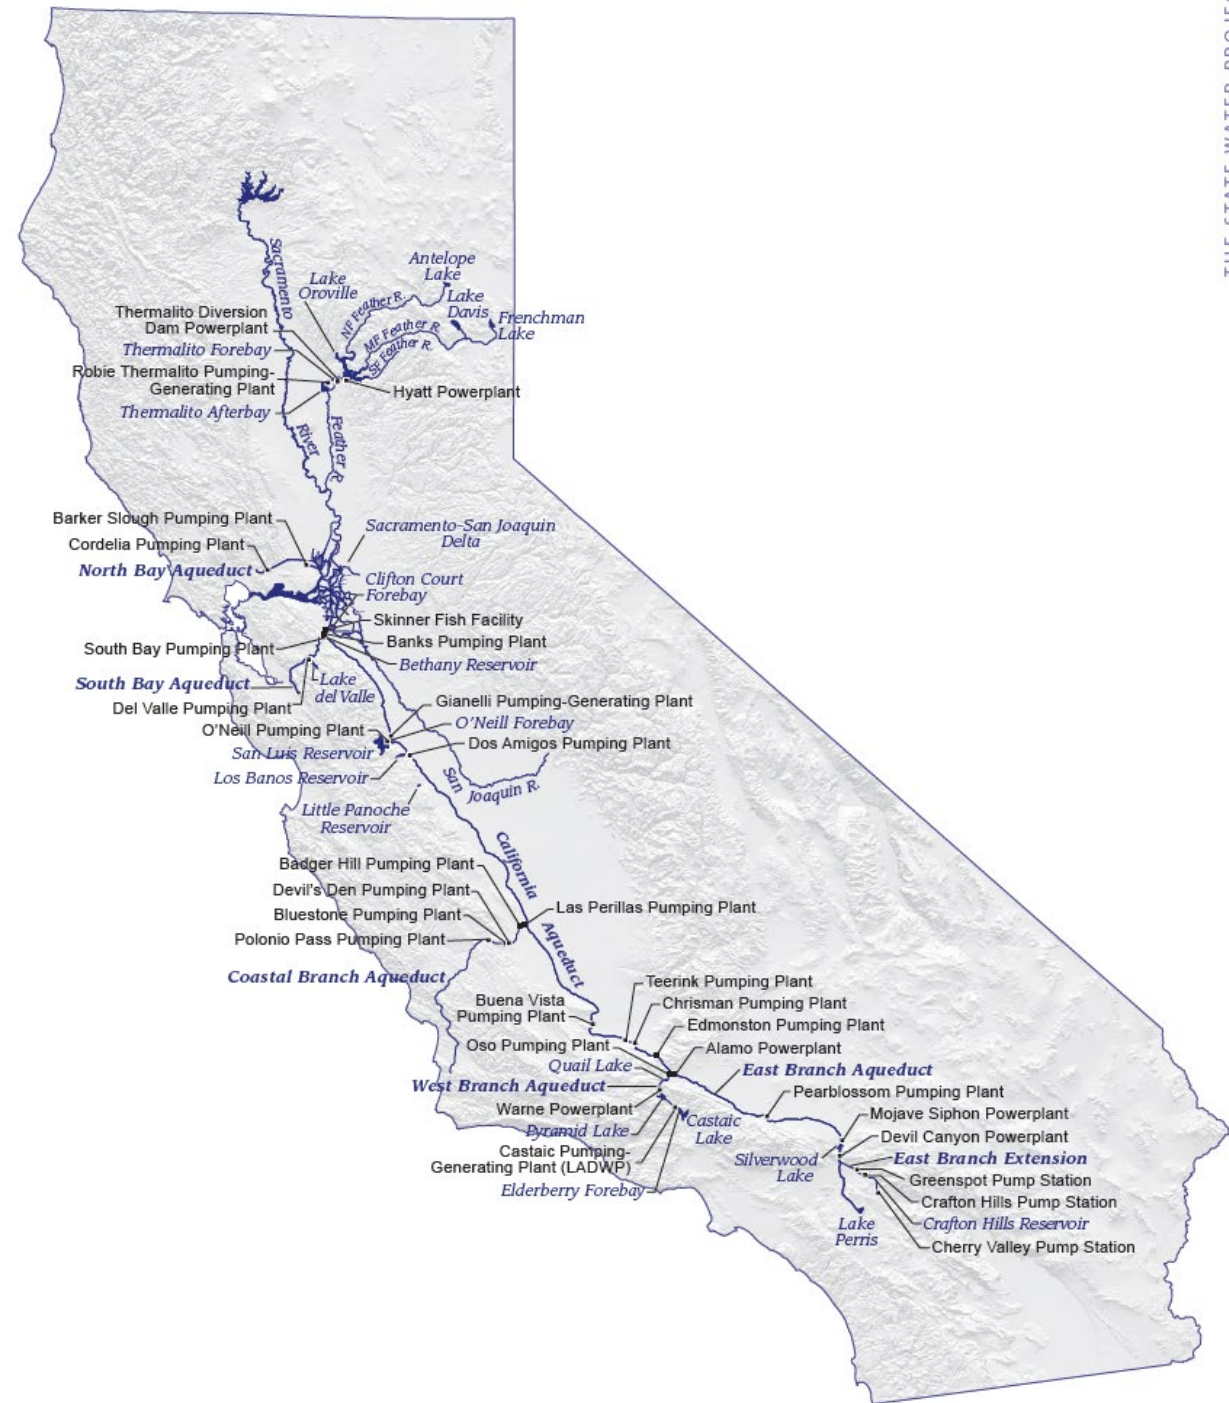 THE STATE WATER PROJECT
Sacramento
River
Lake
Oroville
Antelope
Lake
Lake
Davis
Frenchman
Lake
NF Feather R.
MF Feather R.
SF Feather R.
Thermalito Diversion
Dam Powerplant
Thermalito Forebay
Robie Thermalito Pumping-
Generating Plant
Thermalito Afterbay
Hyatt Powerplant
Feather R.
Barker Slough Pumping Plant
Cordelia Pumping Plant
North Bay Aqueduct
Sacramento-San Joaquin
Delta
Clifton Court
Forebay
Skinner Fish Facility
Banks Pumping Plant
South Bay Pumping Plant
Bethany Reservoir
South Bay Aqueduct
Lake
del Valle
Del Valle Pumping Plant
Gianelli Pumping-Generating Plant
O'Neill Pumping Plant
O'Neill Forebay
San Luis Reservoir
Dos Amigos Pumping Plant
Los Banos Reservoir
San
Joaquin R.
Little Panoche
Reservoir
California
Aqueduct
Badger Hill Pumping Plant
Devil's Den Pumping Plant
Bluestone Pumping Plant
Las Perillas Pumping Plant
Polonio Pass Pumping Plant
Coastal Branch Aqueduct
Teerink Pumping Plant
Buena Vista
Pumping Plant
Chrisman Pumping Plant
Edmonston Pumping Plant
Oso Pumping Plant
Alamo Powerplant
Quail Lake
East Branch Aqueduct
West Branch Aqueduct
Pearblossom Pumping Plant
Warne Powerplant
Mojave Siphon Powerplant
Pyramid Lake
Castaic
Lake
Devil Canyon Powerplant
Castaic Pumping-
Generating Plant (LADWP)
Silverwood
Lake
East Branch Extension
Elderberry Forebay
Greenspot Pump Station
Crafton Hills Pump Station
Crafton Hills Reservoir
Lake
Perris
Cherry Valley Pump Station